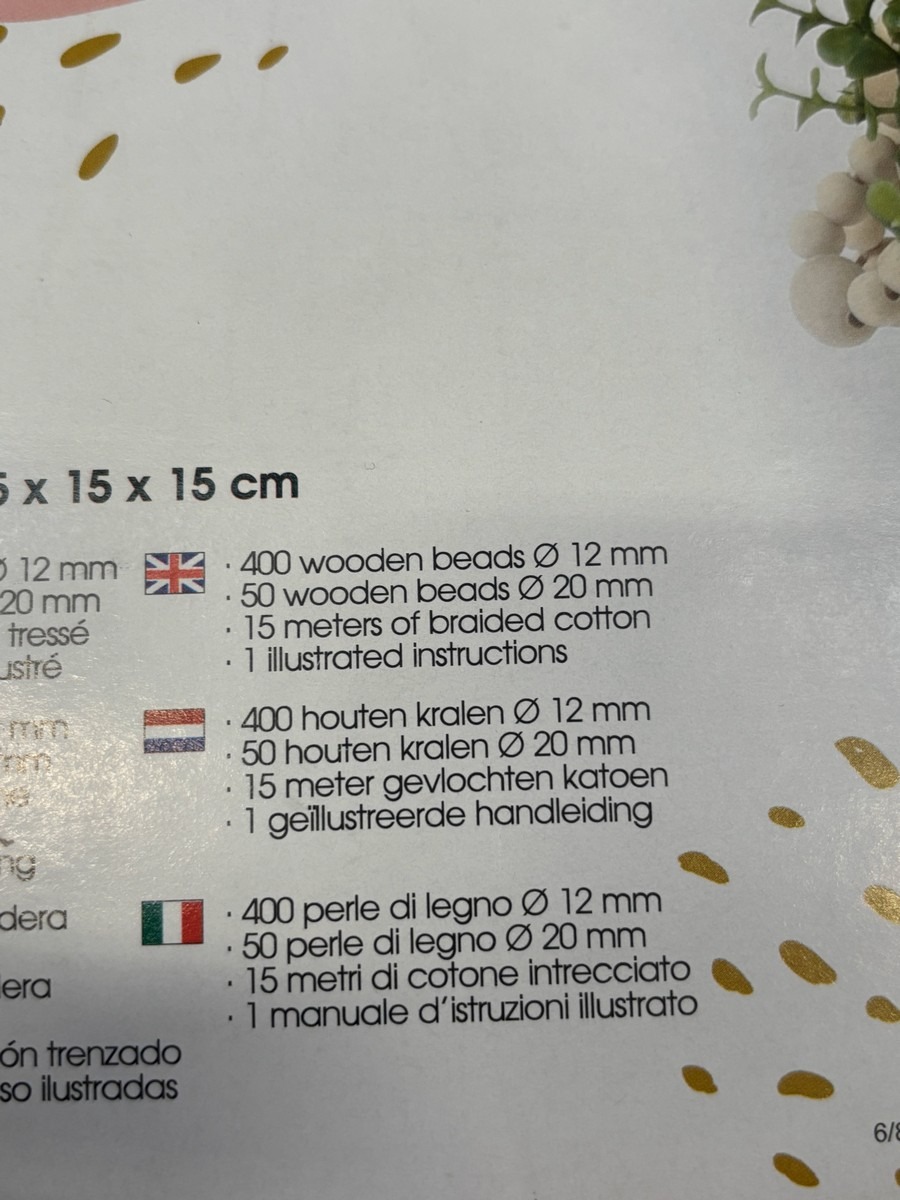 x 15 x 15 cm
12 mm
20 mm
tressé
mm
dera
trenzado
ilustradas
· 400 wooden beads Ø 12 mm
· 50 wooden beads Ø 20 mm
· 15 meters of braided cotton
· 1 illustrated instructions
· 400 houten kralen Ø 12 mm
· 50 houten kralen Ø 20 mm
· 15 meter gevlochten katoen
· 1 geïllustreerde handleiding
· 400 perle di legno Ø 12 mm
· 50 perle di legno Ø 20 mm
· 15 metri di cotone intrecciato
· 1 manuale d'istruzioni illustrato